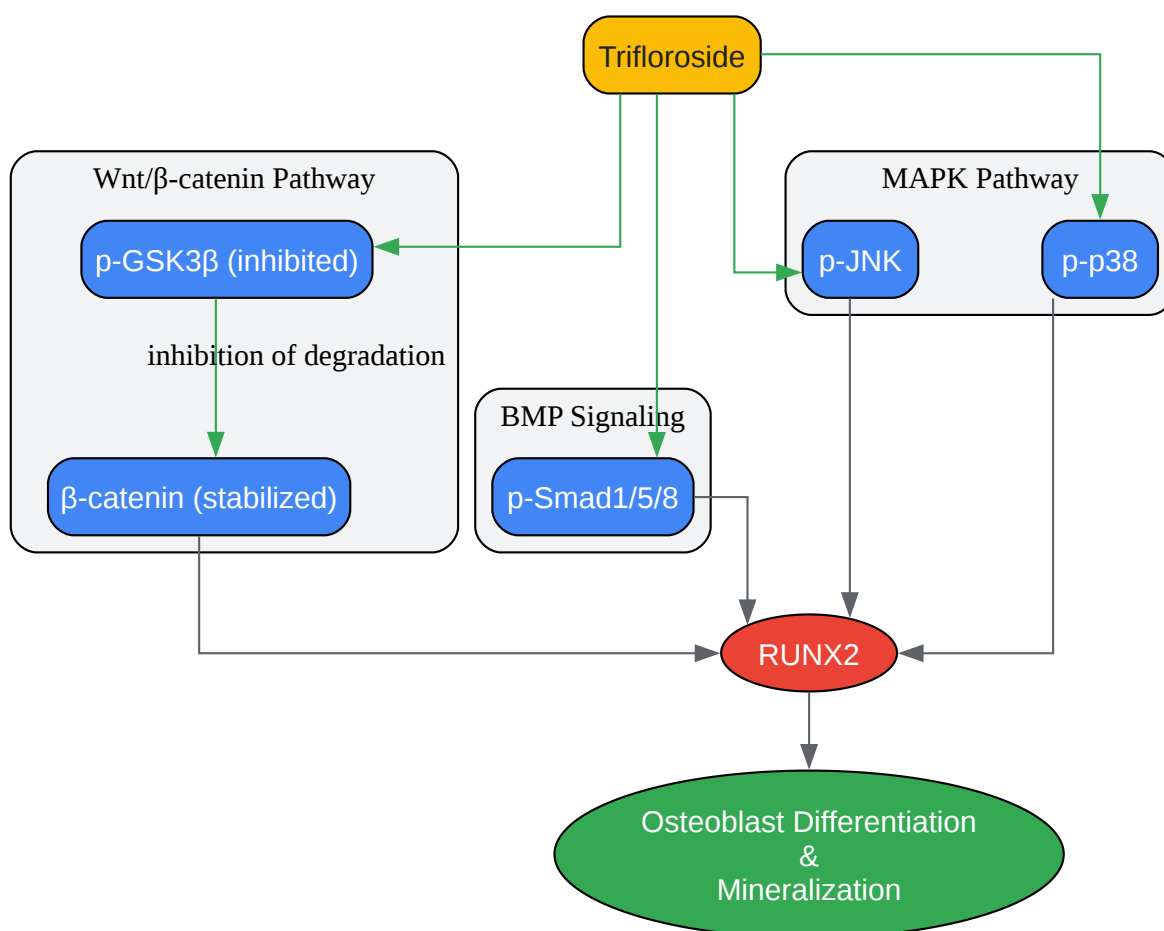 Trifloroside
Wnt/β-catenin Pathway
MAPK Pathway
p-GSK3β (inhibited)
p-JNK
p-p38
inhibition of degradation
BMP Signaling
β-catenin (stabilized)
p-Smad1/5/8
RUNX2
Osteoblast Differentiation
&
Mineralization